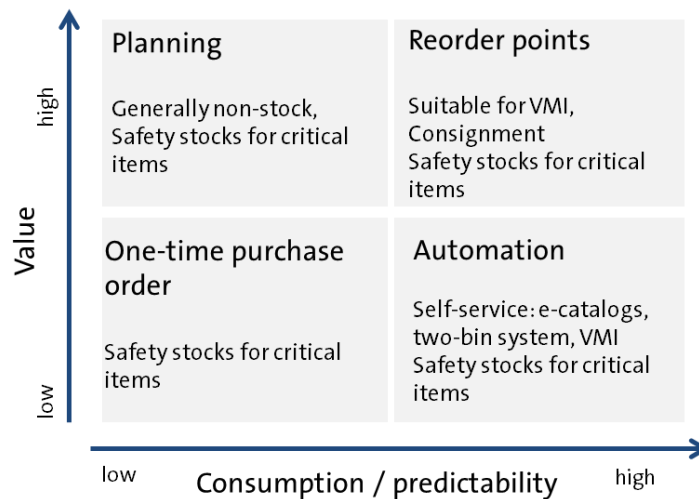 Planning
Generally non-stock,
Safety stocks for critical
items
Reorder points
Suitable for VMI,
Consignment
Safety stocks for critical
items
One-time purchase
order
Safety stocks for critical
items
Automation
Self-service: e-catalogs,
two-bin system, VMI
Safety stocks for critical
items
high
Value
low
low
Consumption / predictability
high